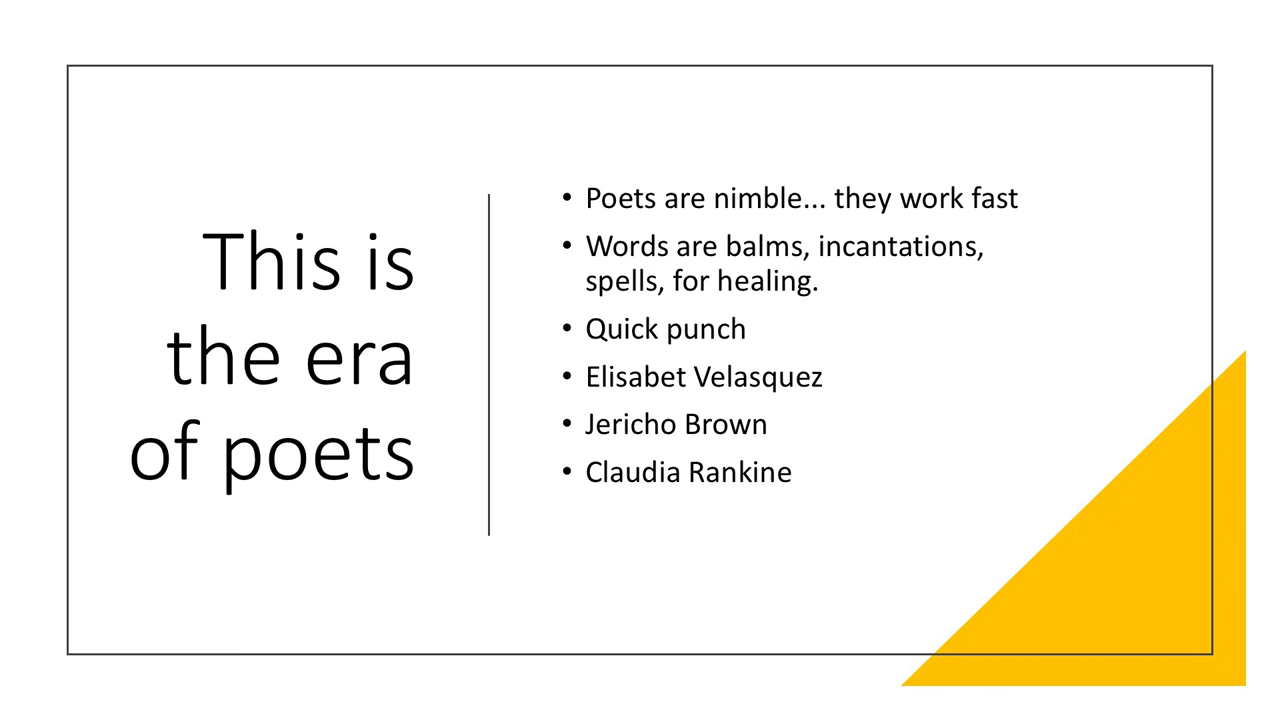 This is
the era
of poets
• Poets are nimble... they work fast
• Words are balms, incantations,
spells, for healing.
• Quick punch
• Elisabet Velasquez
• Jericho Brown
• Claudia Rankine